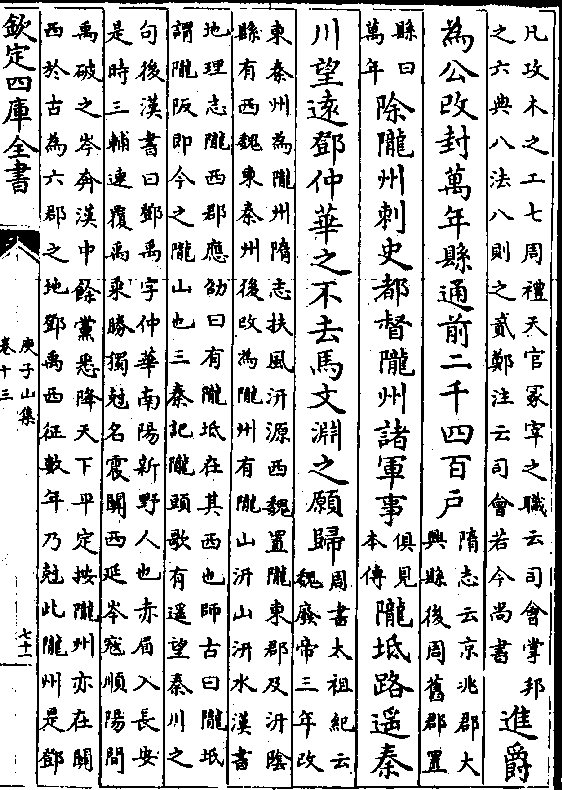 凡攻木之工七周禮天官冢宰之職云司會掌邦
之六典八法八則之貳鄭注云司會若今尚書
進爵
為公改封萬年縣通前二千四百户
隋志云京兆郡大
興縣後周舊郡置
縣曰
萬年
除隴州刺史都督隴州諸軍事
俱見
本傳
隴坻路遥秦
川望遠鄧仲華之不去馬文淵之願歸
周書太祖紀云
魏廢帝三年改
東秦州為隴州隋志扶風汧源西魏置隴東郡及汧陰
縣有西魏東秦州後改為隴州有隴山汧山汧水漢書
地理志隴西郡應劭曰有隴坻在其西也師古曰隴坻
謂隴阪即今之隴山也三秦記隴頭歌有遥望秦川之
句後漢書曰鄧禹字仲華南陽新野人也赤眉入長安
是時三輔連覆禹乘勝獨尅名震關西延岑寇順陽間
禹破之岑奔漢中餘黨悉降天下平定按隴州亦在關
西於古為六郡之地鄧禹西征數年乃尅此隴州是鄧
欽定四庫全書
庾子山集
卷十三
七十一